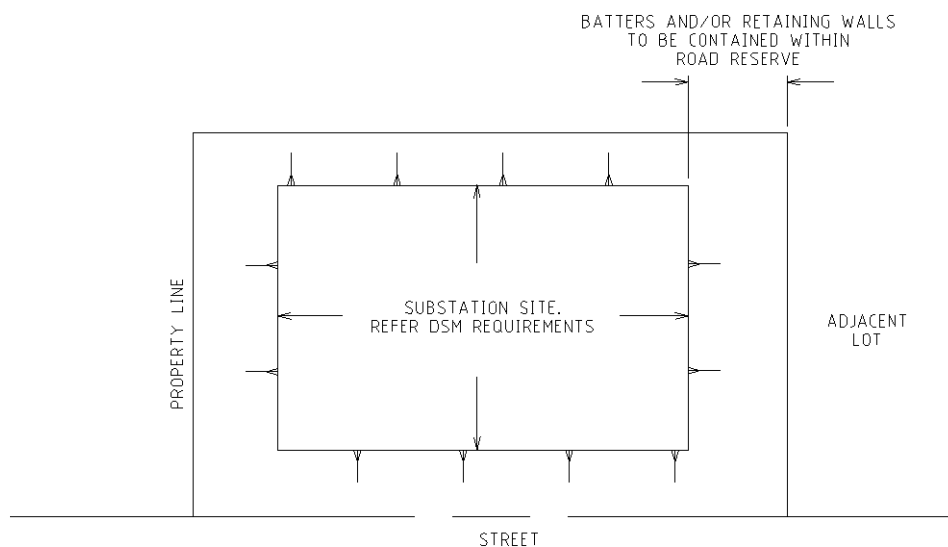 BATTERS AND/OR RETAINING WALLS
TO BE CONTAINED WITHIN
ROAD RESERVE
PROPERTY LINE
SUBSTATION SITE.
REFER DSM REQUIREMENTS
ADJACENT
LOT
STREET